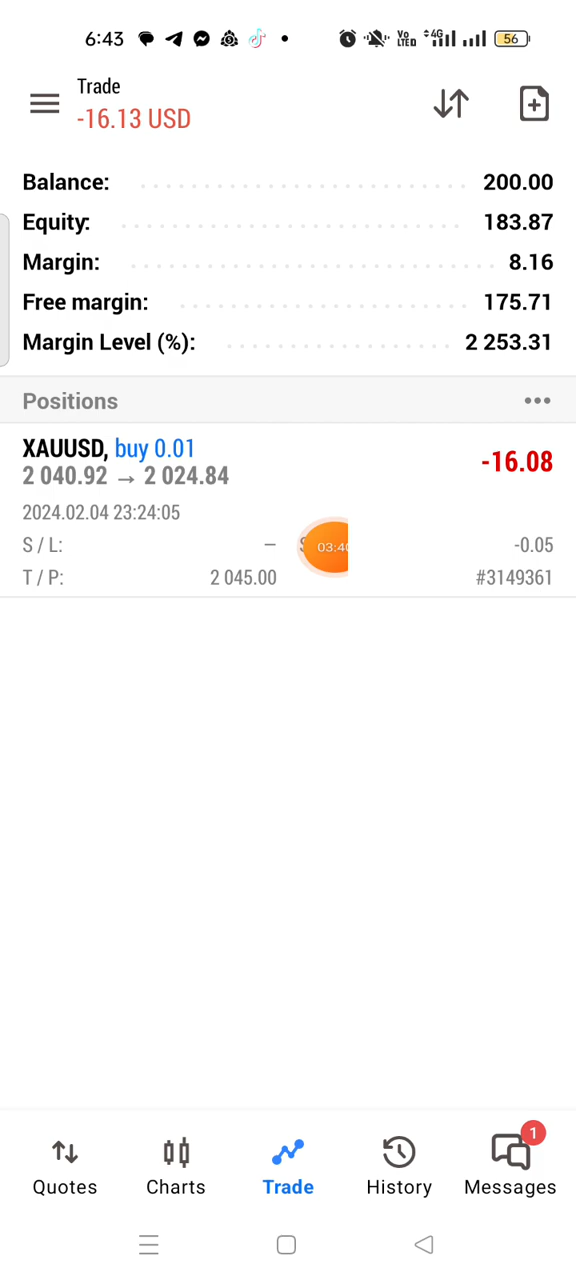 6:43 Vo LTED 4G 56
Trade
-16.13 USD
Balance: 200.00
Equity: 183.87
Margin: 8.16
Free margin: 175.71
Margin Level (%): 2 253.31
Positions
XAUUSD, buy 0.01
-16.08
2 040.92 → 2 024.84
2024.02.04 23:24:05
S / L: – -0.05
03:40
T / P: 2 045.00 #3149361
1
Quotes Charts Trade History Messages